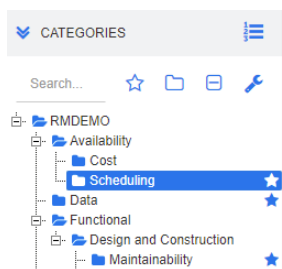 CATEGORIES
Search...
RMDEMO
Availability
Cost
Scheduling
Data
Functional
Design and Construction
Maintainability